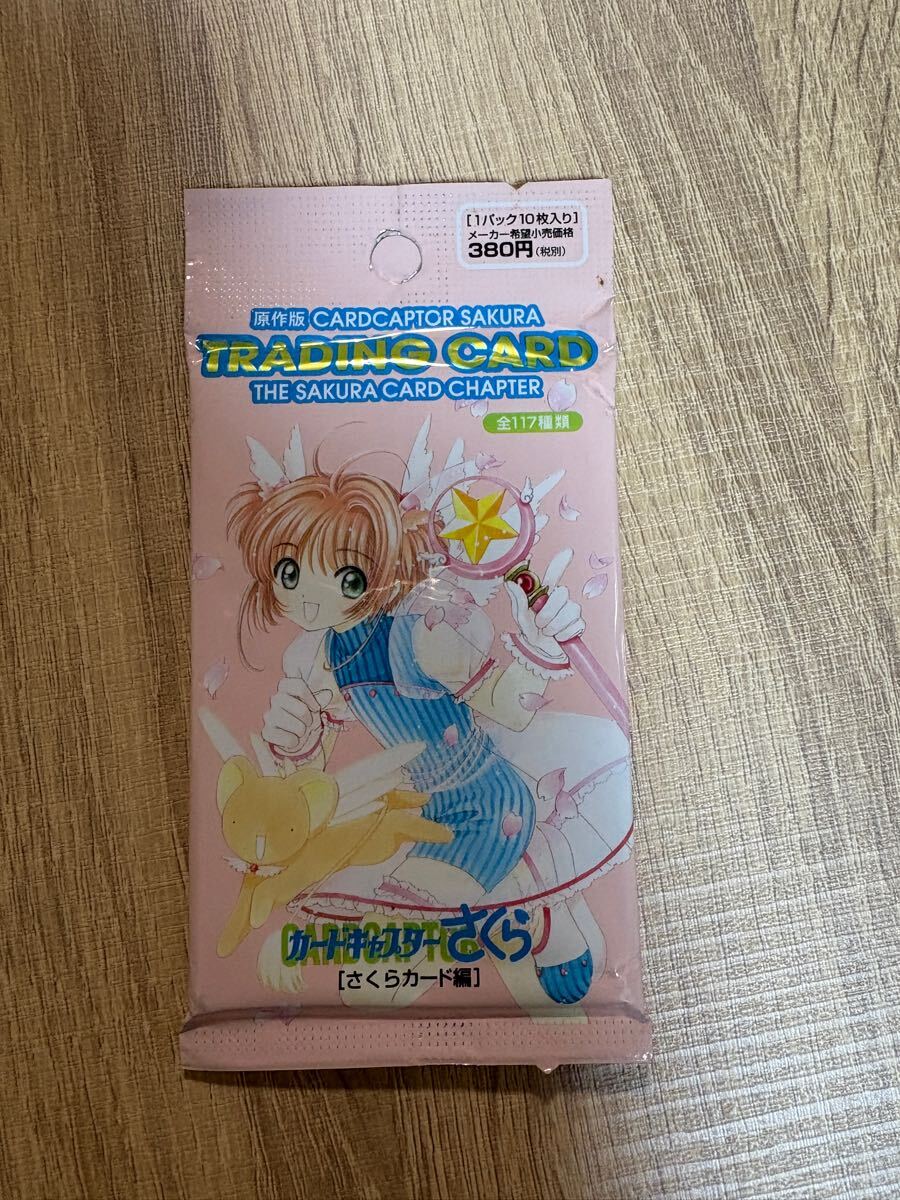 [1パック10枚入り]
メーカー希望小売価格
380円(税別)
原作版 CARDCAPTOR SAKURA
TRADING CARD
THE SAKURA CARD CHAPTER
全117種類
CARDCAPTOR
カードキャプターさくら
[さくらカード編]